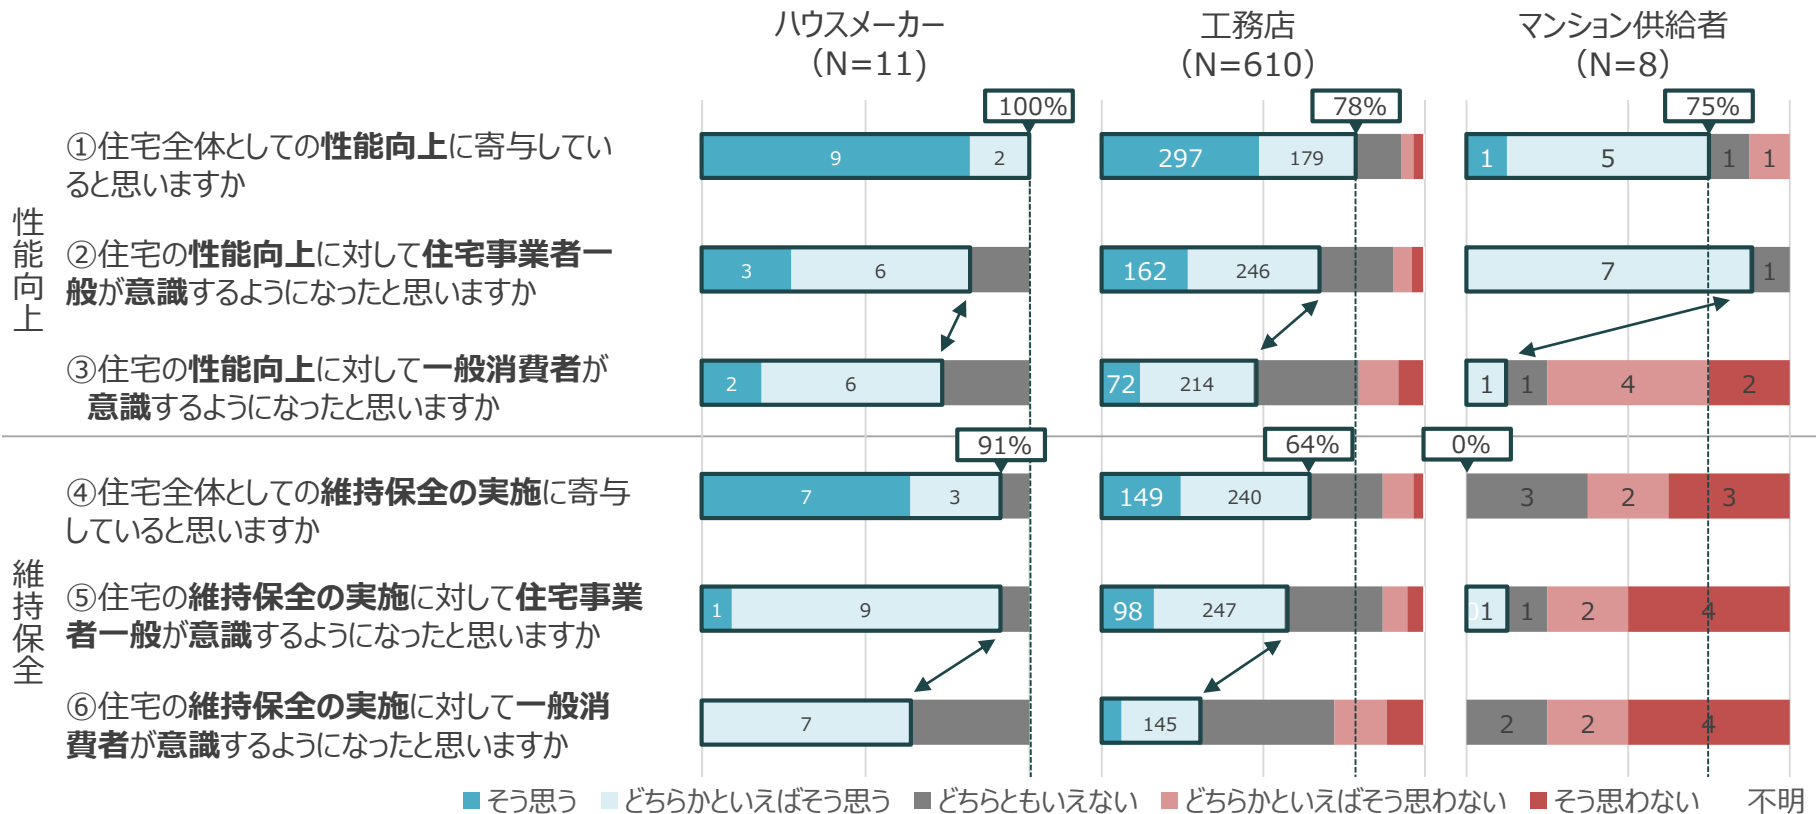 ハウスメーカー
（N=11）
工務店
（N=610）
マンション供給者
（N=8）
100%
78%
75%
性能向上
①住宅全体としての性能向上に寄与してい
ると思いますか
9 2
297 179
1 5 1 1
②住宅の性能向上に対して住宅事業者一
般が意識するようになったと思いますか
3 6
162 246
7 1
③住宅の性能向上に対して一般消費者が
意識するようになったと思いますか
2 6
72 214
1 1 4 2
91%
64%
0%
維持保全
④住宅全体としての維持保全の実施に寄与
していると思いますか
7 3
149 240
3 2 3
⑤住宅の維持保全の実施に対して住宅事業
者一般が意識するようになったと思いますか
1 9
98 247
0 1 1 2 4
⑥住宅の維持保全の実施に対して一般消
費者が意識するようになったと思いますか
7
145
2 2 4
そう思う どちらかといえばそう思う どちらともいえない どちらかといえばそう思わない そう思わない 不明